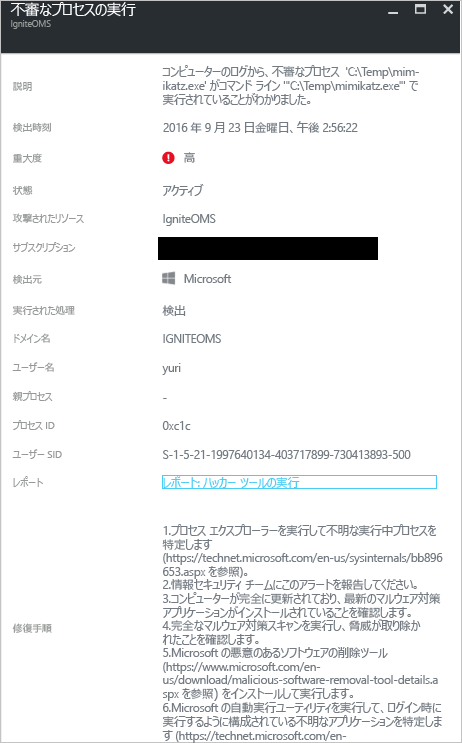 不審なプロセスの実行
IgniteOMS
説明
コンピューターのログから、不審なプロセス 'C:\Temp\mim-
ikatz.exe' がコマンド ライン '"C:\Temp\mimikatz.exe"' で
実行されていることがわかりました。
検出時刻
2016 年 9 月 23 日金曜日、午後 2:56:22
重大度
高
状態
アクティブ
攻撃されたリソース
IgniteOMS
サブスクリプション
検出元
Microsoft
実行された処理
検出
ドメイン名
IGNITEOMS
ユーザー名
yuri
親プロセス
-
プロセス ID
0xc1c
ユーザー SID
S-1-5-21-1997640134-403717899-730413893-500
レポート
レポート: ハッカー ツールの実行
修復手順
1.プロセス エクスプローラーを実行して不明な実行中プロセスを
特定します
(https://technet.microsoft.com/en-us/sysinternals/bb896
653.aspx を参照)。
2.情報セキュリティ チームにこのアラートを報告してください。
3.コンピューターが完全に更新されており、最新のマルウェア対策
アプリケーションがインストールされていることを確認します。
4.完全なマルウェア対策スキャンを実行し、脅威が取り除か
れたことを確認します。
5.Microsoft の悪意のあるソフトウェアの削除ツール
(https://www.microsoft.com/en-
us/download/malicious-software-removal-tool-details.a
spx を参照) をインストールして実行します。
6.Microsoft の自動実行ユーティリティを実行して、ログイン時に
実行するように構成されている不明なアプリケーションを特定しま
す (https://technet.microsoft.com/en-